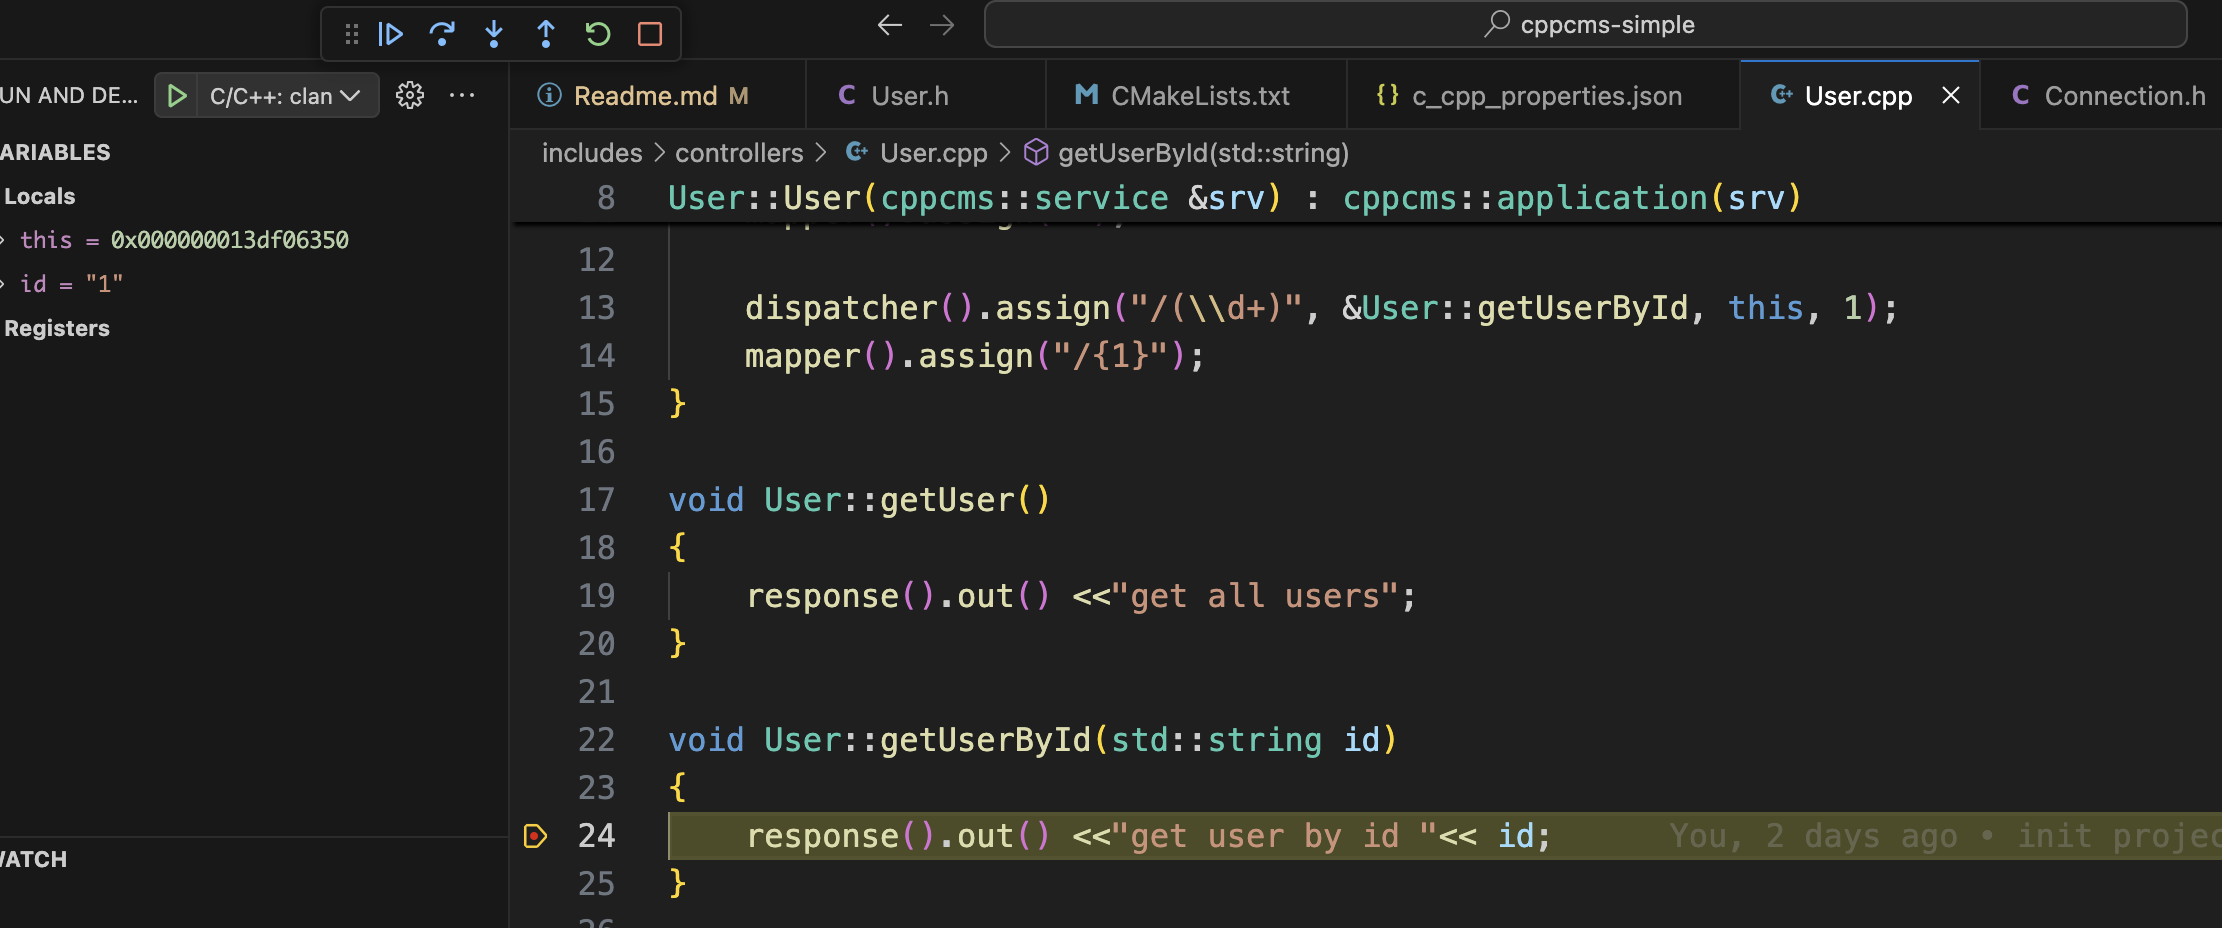 cppcms-simple
UN AND DE... C/C++: clan
Readme.md M
C User.h
M CMakeLists.txt
{} c_cpp_properties.json
C+ User.cpp
C Connection.h
includes > controllers > C+ User.cpp > getUserById(std::string)
ARIABLES
Locals
this = 0x000000013df06350
id = "1"
Registers
WATCH
8 User::User(cppcms::service &srv) : cppcms::application(srv)
12
13 dispatcher().assign("/(\\d+)", &User::getUserById, this, 1);
14 mapper().assign("/{1}");
15 }
16
17 void User::getUser()
18 {
19 response().out() <<"get all users";
20 }
21
22 void User::getUserById(std::string id)
23 {
24 response().out() <<"get user by id "<< id; You, 2 days ago • init projec
25 }